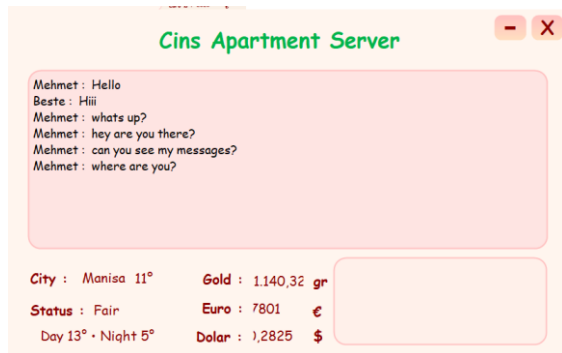 Cins Apartment Server
Mehmet : Hello
Beste : Hiii
Mehmet : whats up?
Mehmet : hey are you there?
Mehmet : can you see my messages?
Mehmet : where are you?
City : Manisa 11°
Gold : 1.140,32 gr
Status : Fair
Euro : 7801 €
Day 13° · Night 5°
Dolar : ,2825 $